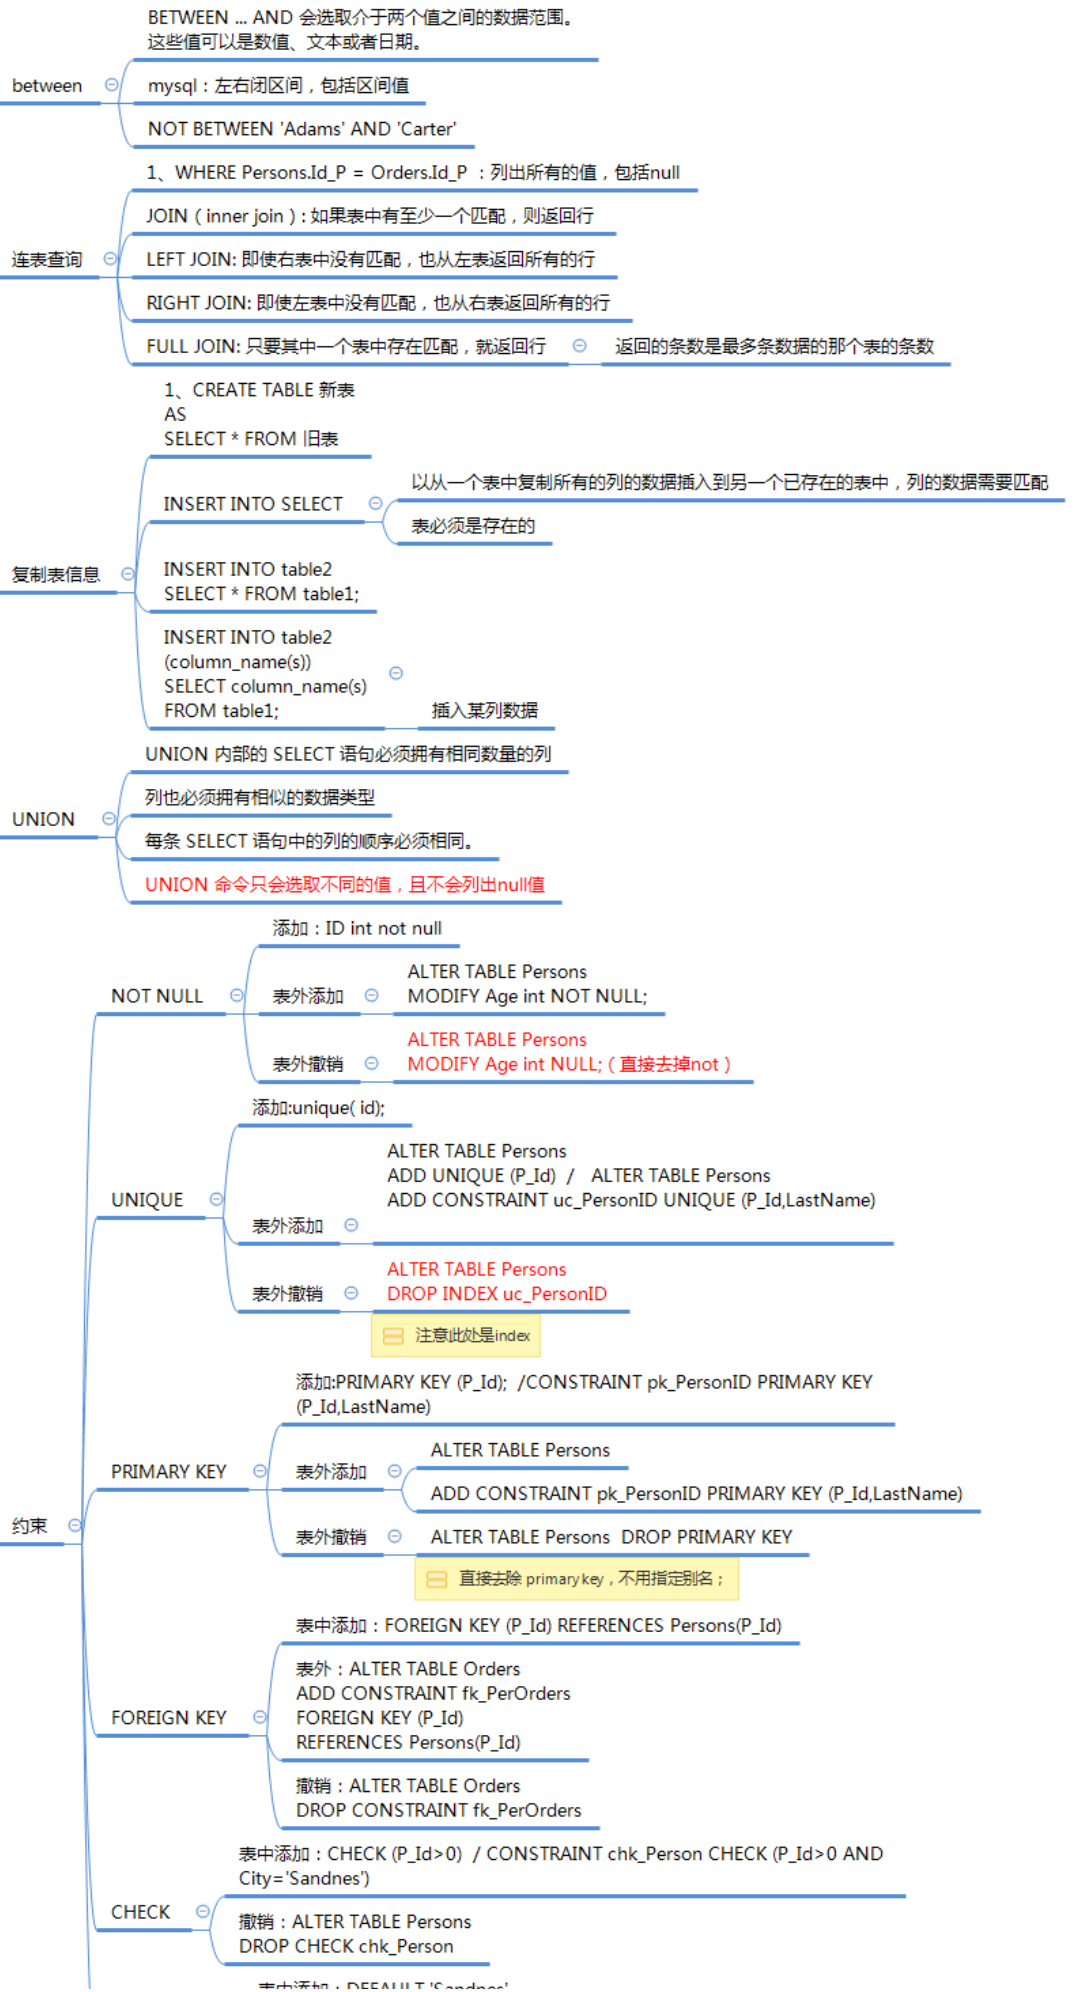 BETWEEN ... AND 会选取介于两个值之间的数据范围。
这些值可以是数值、文本或者日期。
between
mysql：左右闭区间，包括区间值
NOT BETWEEN 'Adams' AND 'Carter'
1、WHERE Persons.Id_P = Orders.Id_P ：列出所有的值，包括null
JOIN（inner join）: 如果表中有至少一个匹配，则返回行
连表查询
LEFT JOIN: 即使右表中没有匹配，也从左表返回所有的行
RIGHT JOIN: 即使左表中没有匹配，也从右表返回所有的行
FULL JOIN: 只要其中一个表中存在匹配，就返回行
返回的条数是最多条数据的那个表的条数
1、CREATE TABLE 新表
AS
SELECT * FROM 旧表
INSERT INTO SELECT
以从一个表中复制所有的列的数据插入到另一个已存在的表中，列的数据需要匹配
表必须是存在的
复制表信息
INSERT INTO table2
SELECT * FROM table1;
INSERT INTO table2
(column_name(s))
SELECT column_name(s)
FROM table1;
插入某列数据
UNION 内部的 SELECT 语句必须拥有相同数量的列
列也必须拥有相似的数据类型
UNION
每条 SELECT 语句中的列的顺序必须相同。
UNION 命令只会选取不同的值，且不会列出null值
添加：ID int not null
NOT NULL
表外添加
ALTER TABLE Persons
MODIFY Age int NOT NULL;
表外撤销
ALTER TABLE Persons
MODIFY Age int NULL;（直接去掉not）
添加:unique( id);
UNIQUE
表外添加
ALTER TABLE Persons
ADD UNIQUE (P_Id) / ALTER TABLE Persons
ADD CONSTRAINT uc_PersonID UNIQUE (P_Id,LastName)
表外撤销
ALTER TABLE Persons
DROP INDEX uc_PersonID
注意此处是index
添加:PRIMARY KEY (P_Id); /CONSTRAINT pk_PersonID PRIMARY KEY
(P_Id,LastName)
PRIMARY KEY
表外添加
ALTER TABLE Persons
ADD CONSTRAINT pk_PersonID PRIMARY KEY (P_Id,LastName)
约束
表外撤销
ALTER TABLE Persons DROP PRIMARY KEY
直接去除 primary key，不用指定别名；
表中添加：FOREIGN KEY (P_Id) REFERENCES Persons(P_Id)
FOREIGN KEY
表外：ALTER TABLE Orders
ADD CONSTRAINT fk_PerOrders
FOREIGN KEY (P_Id)
REFERENCES Persons(P_Id)
撤销：ALTER TABLE Orders
DROP CONSTRAINT fk_PerOrders
表中添加：CHECK (P_Id>0) / CONSTRAINT chk_Person CHECK (P_Id>0 AND
City='Sandnes')
CHECK
撤销：ALTER TABLE Persons
DROP CHECK chk_Person
表中添加：DEFAULT 'Sandnes'